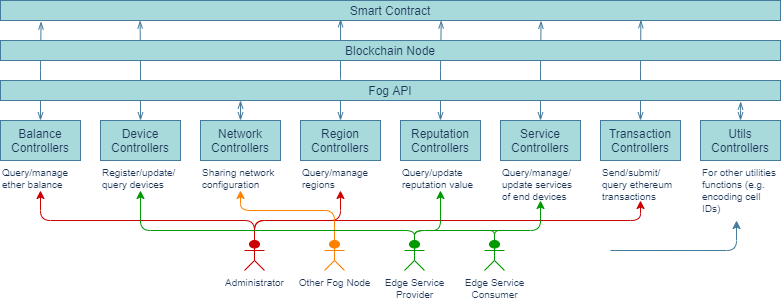 Smart Contract
Blockchain Node
Fog API
Balance
Controllers
Device
Controllers
Network
Controllers
Region
Controllers
Reputation
Controllers
Service
Controllers
Transaction
Controllers
Utils
Controllers
Query/manage
ether balance
Register/update/
query devices
Sharing network
configuration
Query/manage
regions
Query/update
reputation value
Query/manage/
update services
of end devices
Send/submit/
query ethereum
transactions
For other utilities
functions (e.g.
encoding cell
IDs)
Administrator
Other Fog Node
Edge Service
Provider
Edge Service
Consumer